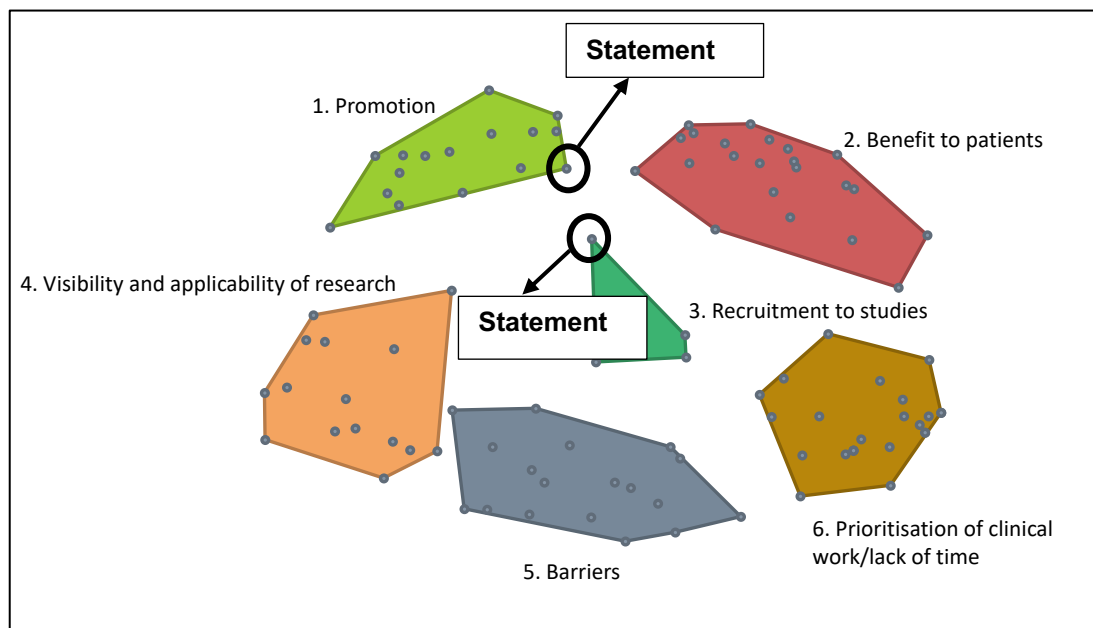 Statement
1. Promotion
2. Benefit to patients
4. Visibility and applicability of research
Statement
3. Recruitment to studies
6. Prioritisation of clinical
work/lack of time
5. Barriers